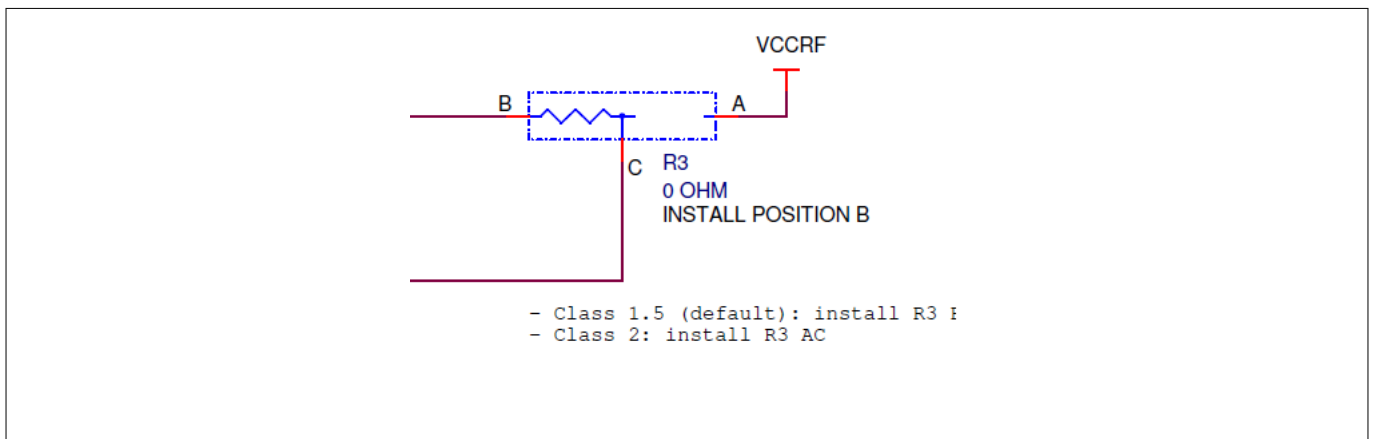 VCCRF
B
A
C
R3
0 OHM
INSTALL POSITION B
- Class 1.5 (default): install R3
- Class 2: install R3 AC